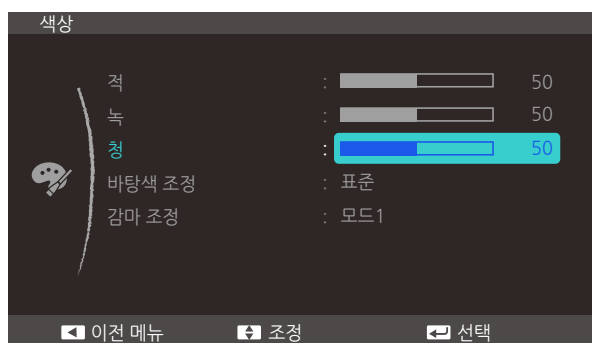 색상
적 : 50
녹 : 50
청 : 50
바탕색 조정 : 표준
감마 조정 : 모드1
이전 메뉴 조정 선택